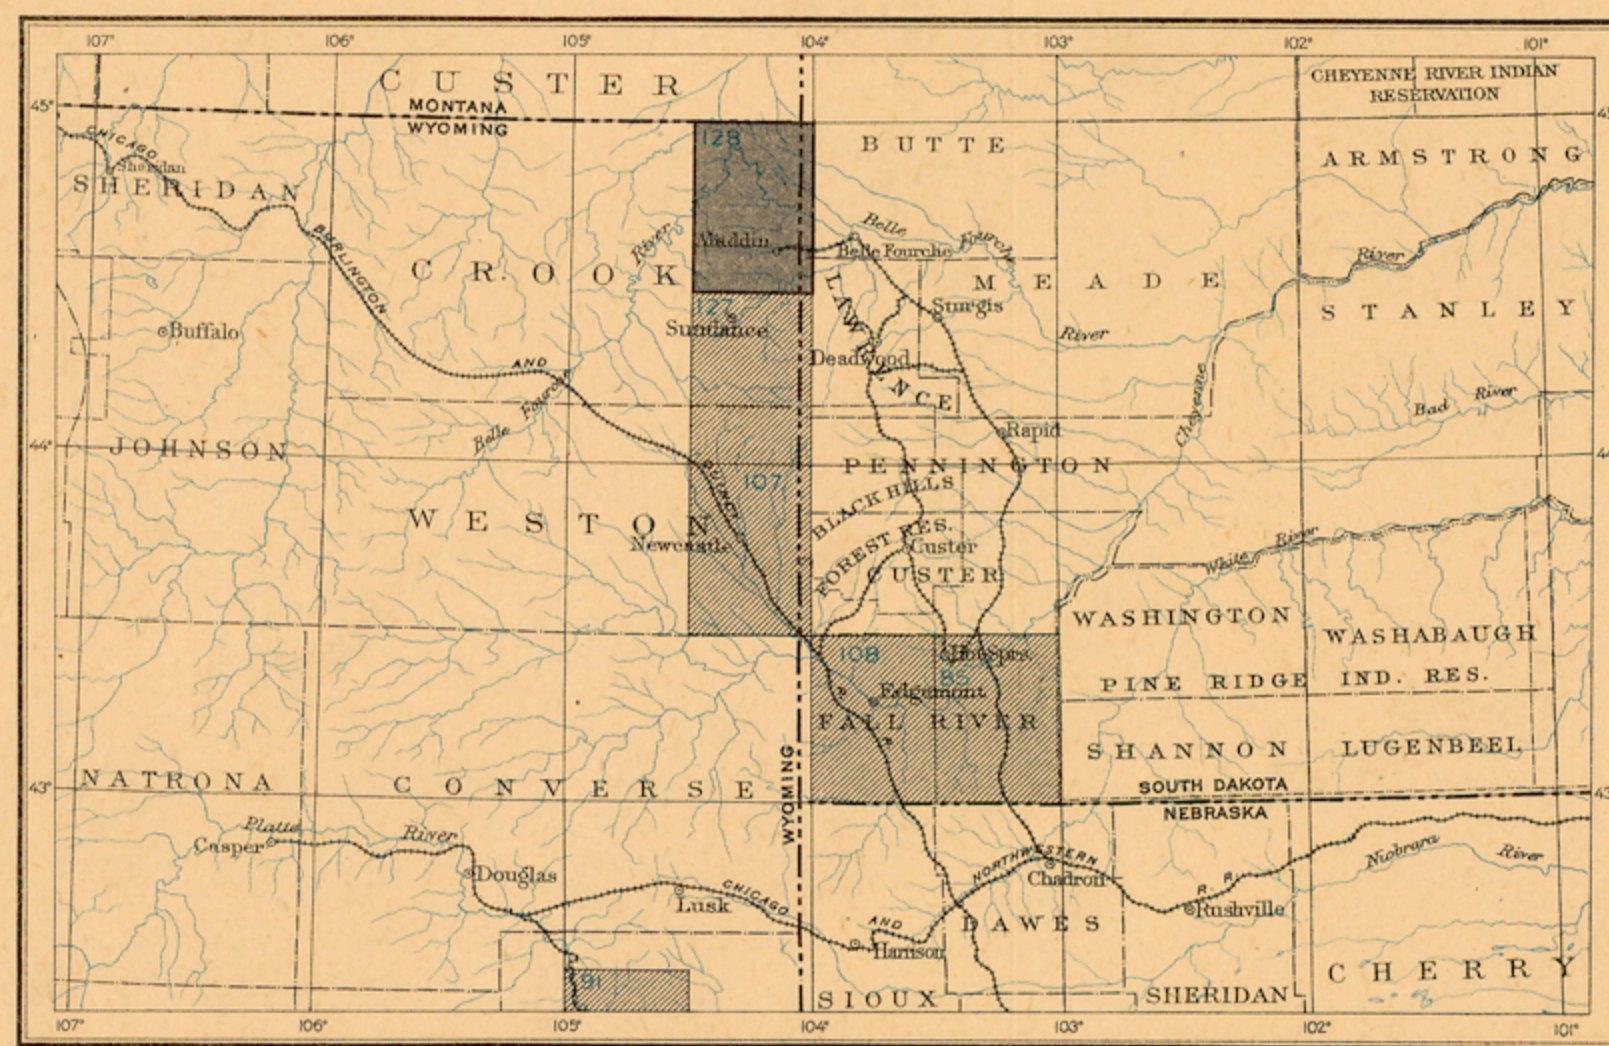 107° 106° 105° 104° 103° 102° 101°
CUSTER
CHEYENNE RIVER INDIAN
RESERVATION
45°
MONTANA
WYOMING
128
BUTTE
ARMSTRONG
CHICAGO
Sheridan
SHERIDAN
BURLINGTON
River
Aladdin
Belle Fourche
Belle Fourche
River
CROOK
MEADE
127
Sundance
LAWRENCE
Sturgis
STANLEY
Buffalo
River
Deadwood
AND
Belle Fourche
Cheyenne
Bad River
Rapid
44°
JOHNSON
PENNINGTON
QUINCY
107
BLACK HILLS
FOREST RES.
WESTON
Newcastle
Custer
CUSTER
White River
WASHINGTON
WASHABAUGH
108
Hot Sprs.
85
Edgemont
PINE RIDGE IND. RES.
FALL RIVER
SHANNON
LUGENBEEL
43°
43°
NATRONA
CONVERSE
WYOMING
SOUTH DAKOTA
NEBRASKA
Platte River
Casper
Douglas
Lusk
CHICAGO
AND
NORTHWESTERN
R. R.
Chadron
Niobrara River
Rushville
Harrison
DAWES
91
SIOUX
SHERIDAN
CHERRY
107° 106° 105° 104° 103° 102° 101°